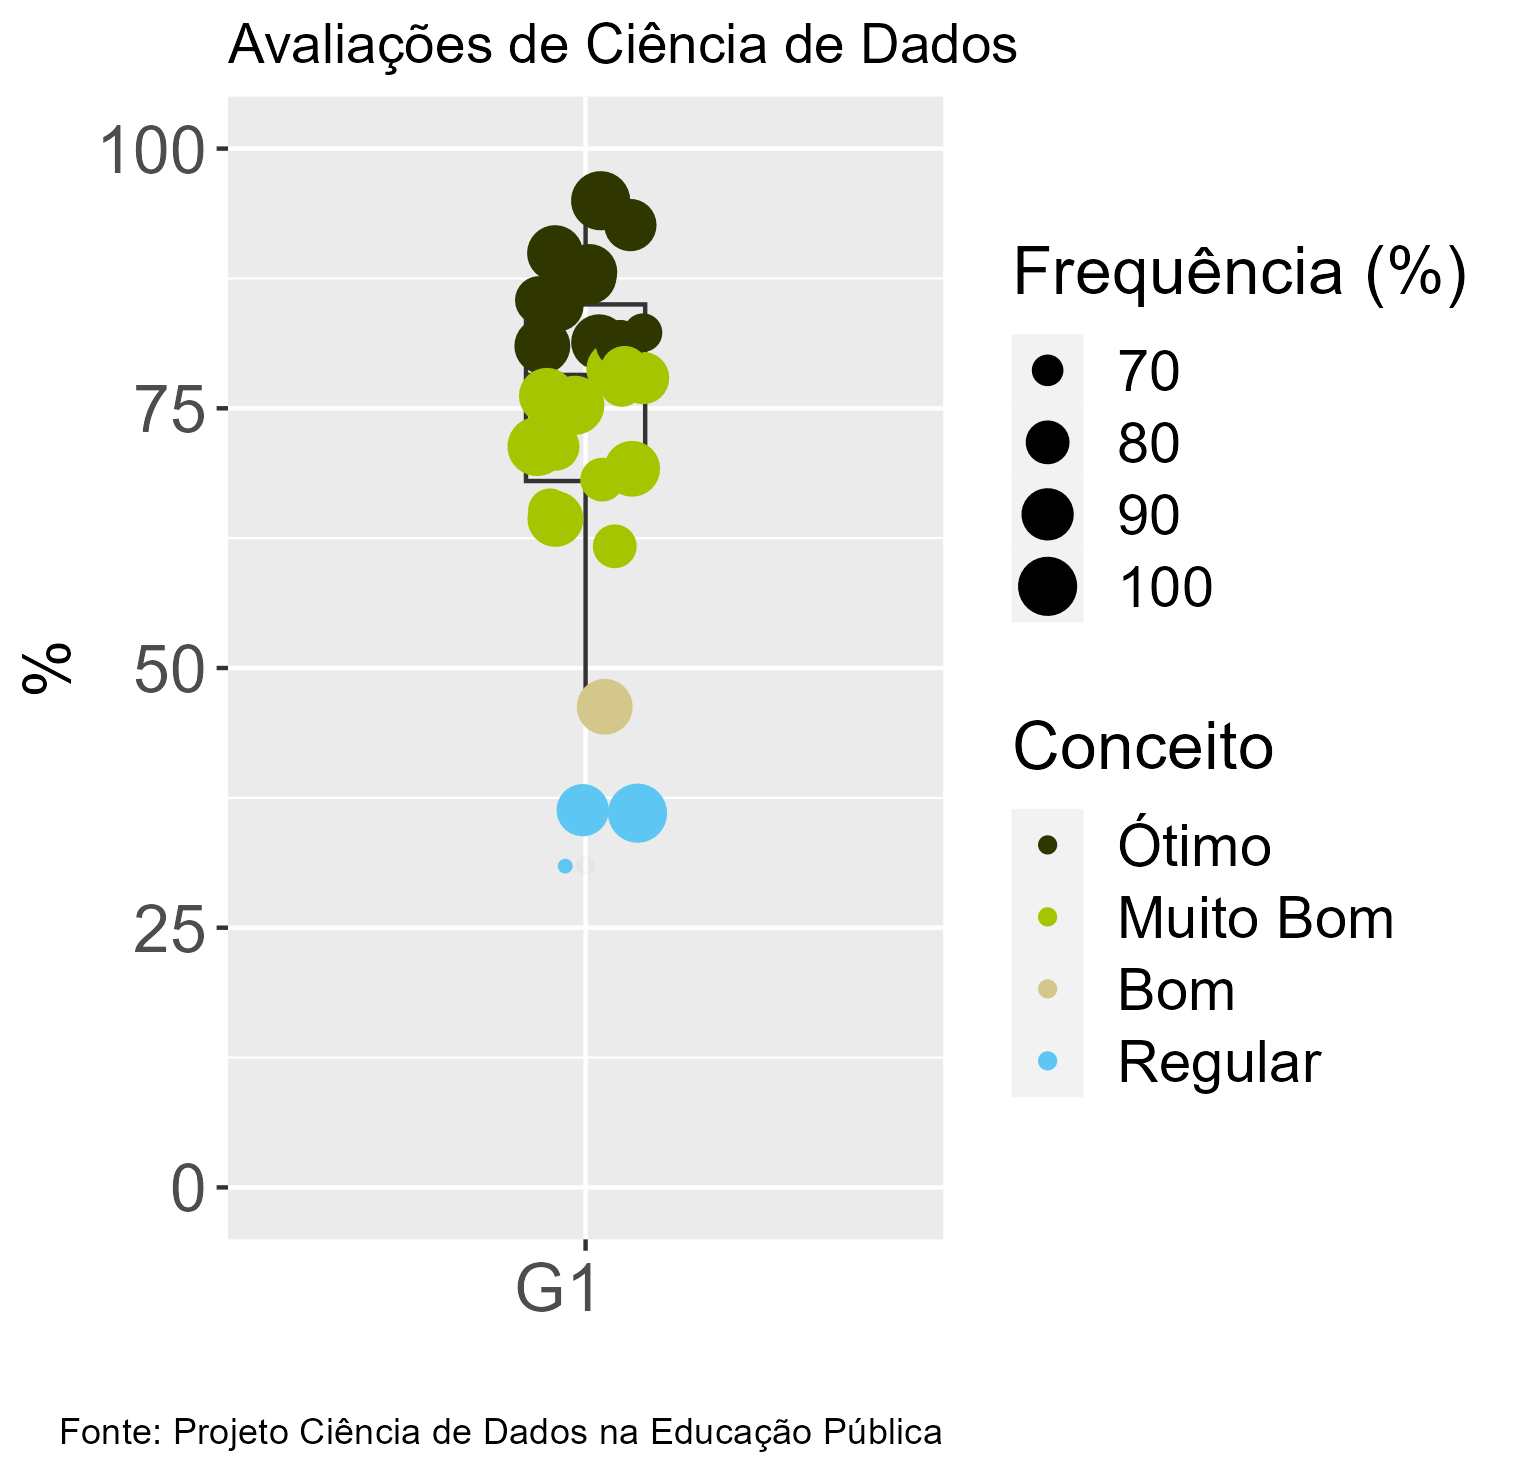 Avaliações de Ciência de Dados
100
75
50
25
0
%
G1
Frequência (%)
70
80
90
100
Conceito
Ótimo
Muito Bom
Bom
Regular
Fonte: Projeto Ciência de Dados na Educação Pública